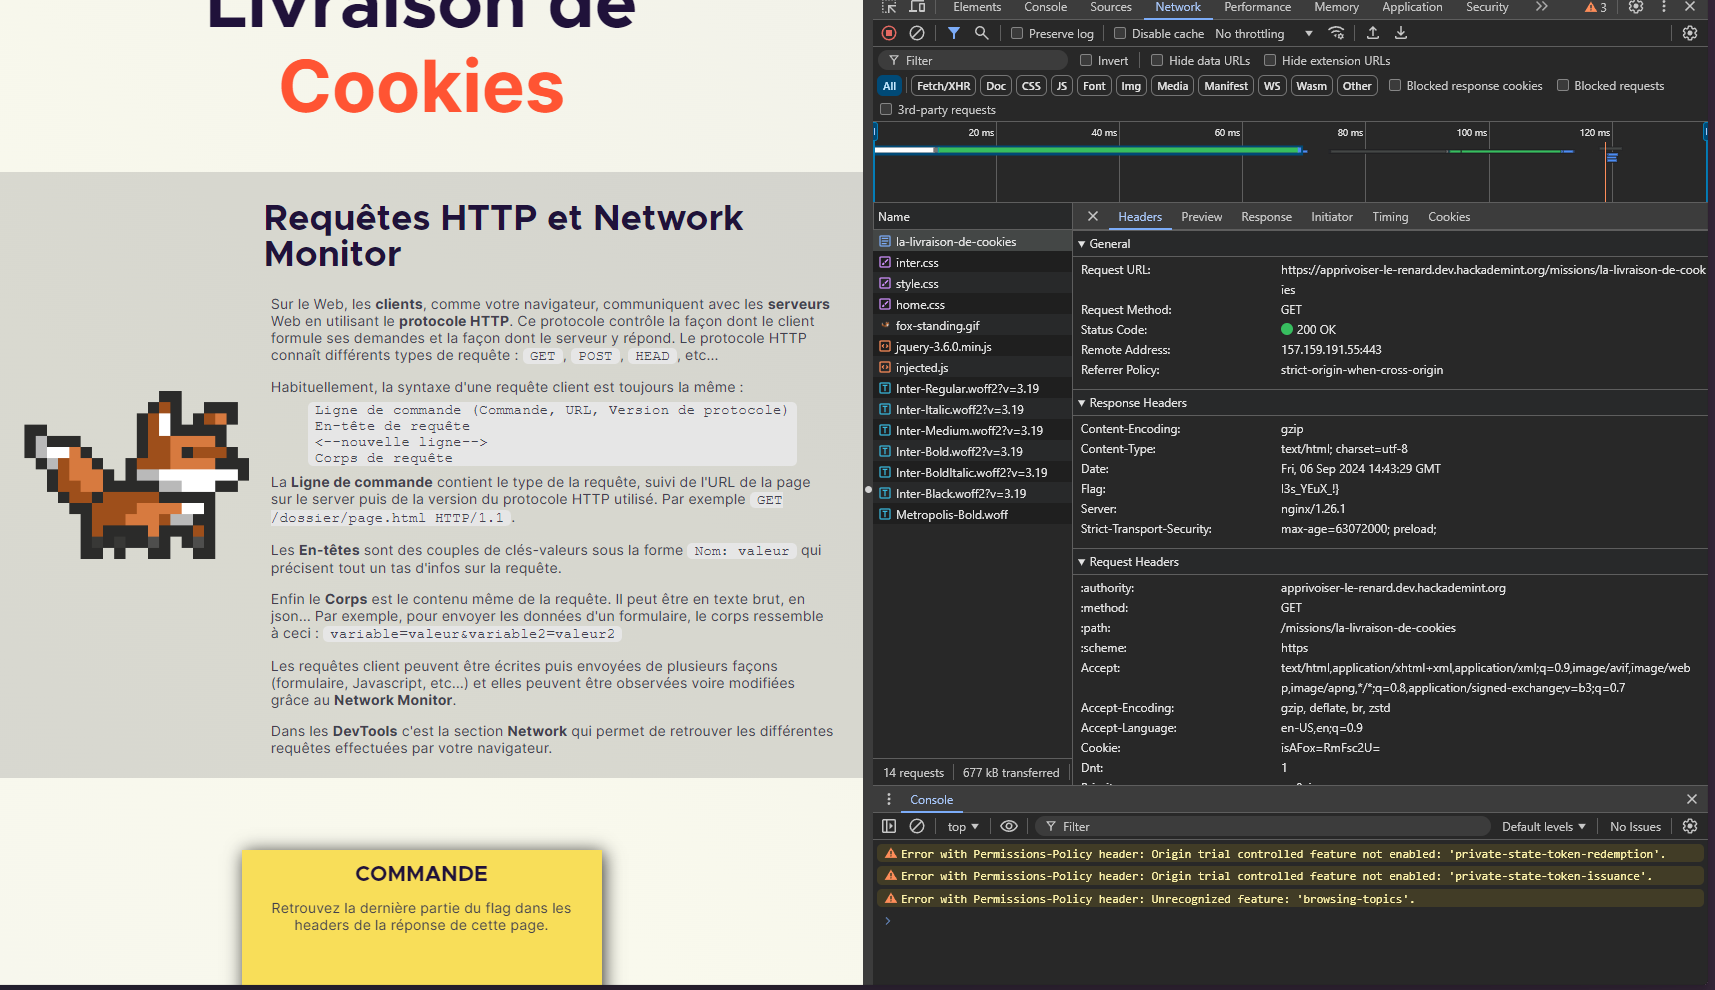 Livraison de
Cookies
Requêtes HTTP et Network
Monitor
Sur le Web, les clients, comme votre navigateur, communiquent avec les serveurs
Web en utilisant le protocole HTTP. Ce protocole contrôle la façon dont le client
formule ses demandes et la façon dont le serveur y répond. Le protocole HTTP
connaît différents types de requête : GET, POST, HEAD, etc...
Habituellement, la syntaxe d'une requête client est toujours la même :
Ligne de commande (Commande, URL, Version de protocole)
En-tête de requête
<--nouvelle ligne-->
Corps de requête
La Ligne de commande contient le type de la requête, suivi de l'URL de la page
sur le server puis de la version du protocole HTTP utilisé. Par exemple GET
/dossier/page.html HTTP/1.1.
Les En-têtes sont des couples de clés-valeurs sous la forme Nom: valeur qui
précisent tout un tas d'infos sur la requête.
Enfin le Corps est le contenu même de la requête. Il peut être en texte brut, en
json... Par exemple, pour envoyer les données d'un formulaire, le corps ressemble
à ceci : variable=valeur&variable2=valeur2
Les requêtes client peuvent être écrites puis envoyées de plusieurs façons
(formulaire, Javascript, etc...) et elles peuvent être observées voire modifiées
grâce au Network Monitor.
Dans les DevTools c'est la section Network qui permet de retrouver les différentes
requêtes effectuées par votre navigateur.
COMMANDE
Retrouvez la dernière partie du flag dans les
headers de la réponse de cette page.
Elements Console Sources Network Performance Memory Application Security 3
Preserve log Disable cache No throttling
Filter Invert Hide data URLs Hide extension URLs
All Fetch/XHR Doc CSS JS Font Img Media Manifest WS Wasm Other Blocked response cookies Blocked requests
3rd-party requests
20 ms 40 ms 60 ms 80 ms 100 ms 120 ms
Name
la-livraison-de-cookies
inter.css
style.css
home.css
fox-standing.gif
jquery-3.6.0.min.js
injected.js
Inter-Regular.woff2?v=3.19
Inter-Italic.woff2?v=3.19
Inter-Medium.woff2?v=3.19
Inter-Bold.woff2?v=3.19
Inter-BoldItalic.woff2?v=3.19
Inter-Black.woff2?v=3.19
Metropolis-Bold.woff
14 requests 677 kB transferred
Headers Preview Response Initiator Timing Cookies
General
Request URL: https://apprivoiser-le-renard.dev.hackademint.org/missions/la-livraison-de-cook
ies
Request Method: GET
Status Code: 200 OK
Remote Address: 157.159.191.55:443
Referrer Policy: strict-origin-when-cross-origin
Response Headers
Content-Encoding: gzip
Content-Type: text/html; charset=utf-8
Date: Fri, 06 Sep 2024 14:43:29 GMT
Flag: l3s_YEuX_!}
Server: nginx/1.26.1
Strict-Transport-Security: max-age=63072000; preload;
Request Headers
:authority: apprivoiser-le-renard.dev.hackademint.org
:method: GET
:path: /missions/la-livraison-de-cookies
:scheme: https
Accept: text/html,application/xhtml+xml,application/xml;q=0.9,image/avif,image/web
p,image/apng,*/*;q=0.8,application/signed-exchange;v=b3;q=0.7
Accept-Encoding: gzip, deflate, br, zstd
Accept-Language: en-US,en;q=0.9
Cookie: isAFox=RmFsc2U=
Dnt: 1
Console
top Filter Default levels No Issues
Error with Permissions-Policy header: Origin trial controlled feature not enabled: 'private-state-token-redemption'.
Error with Permissions-Policy header: Origin trial controlled feature not enabled: 'private-state-token-issuance'.
Error with Permissions-Policy header: Unrecognized feature: 'browsing-topics'.